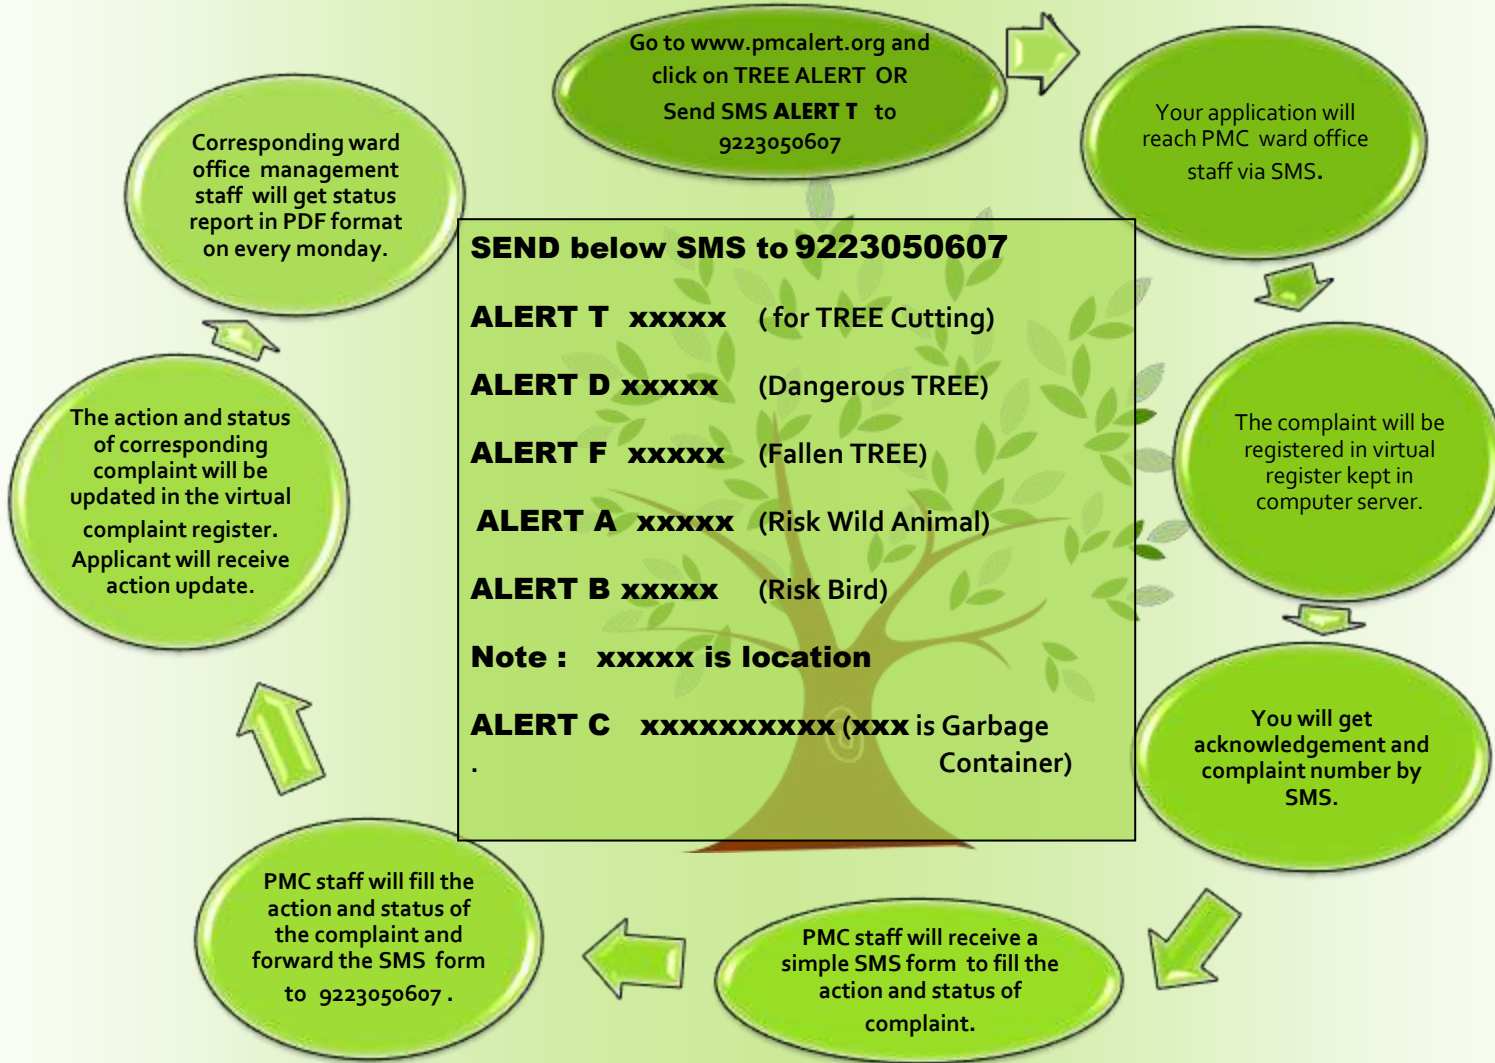 Go to www.pmcalert.org and
click on TREE ALERT OR
Send SMS ALERT T to
9223050607
Your application will
reach PMC ward office
staff via SMS.
The complaint will be
registered in virtual
register kept in
computer server.
You will get
acknowledgement and
complaint number by
SMS.
PMC staff will receive a
simple SMS form to fill the
action and status of
complaint.
PMC staff will fill the
action and status of
the complaint and
forward the SMS form
to 9223050607 .
The action and status
of corresponding
complaint will be
updated in the virtual
complaint register.
Applicant will receive
action update.
Corresponding ward
office management
staff will get status
report in PDF format
on every monday.
SEND below SMS to 9223050607
ALERT T xxxxx ( for TREE Cutting)
ALERT D xxxxx (Dangerous TREE)
ALERT F xxxxx (Fallen TREE)
ALERT A xxxxx (Risk Wild Animal)
ALERT B xxxxx (Risk Bird)
Note : xxxxx is location
ALERT C xxxxxxxxxx (xxx is Garbage
. Container)